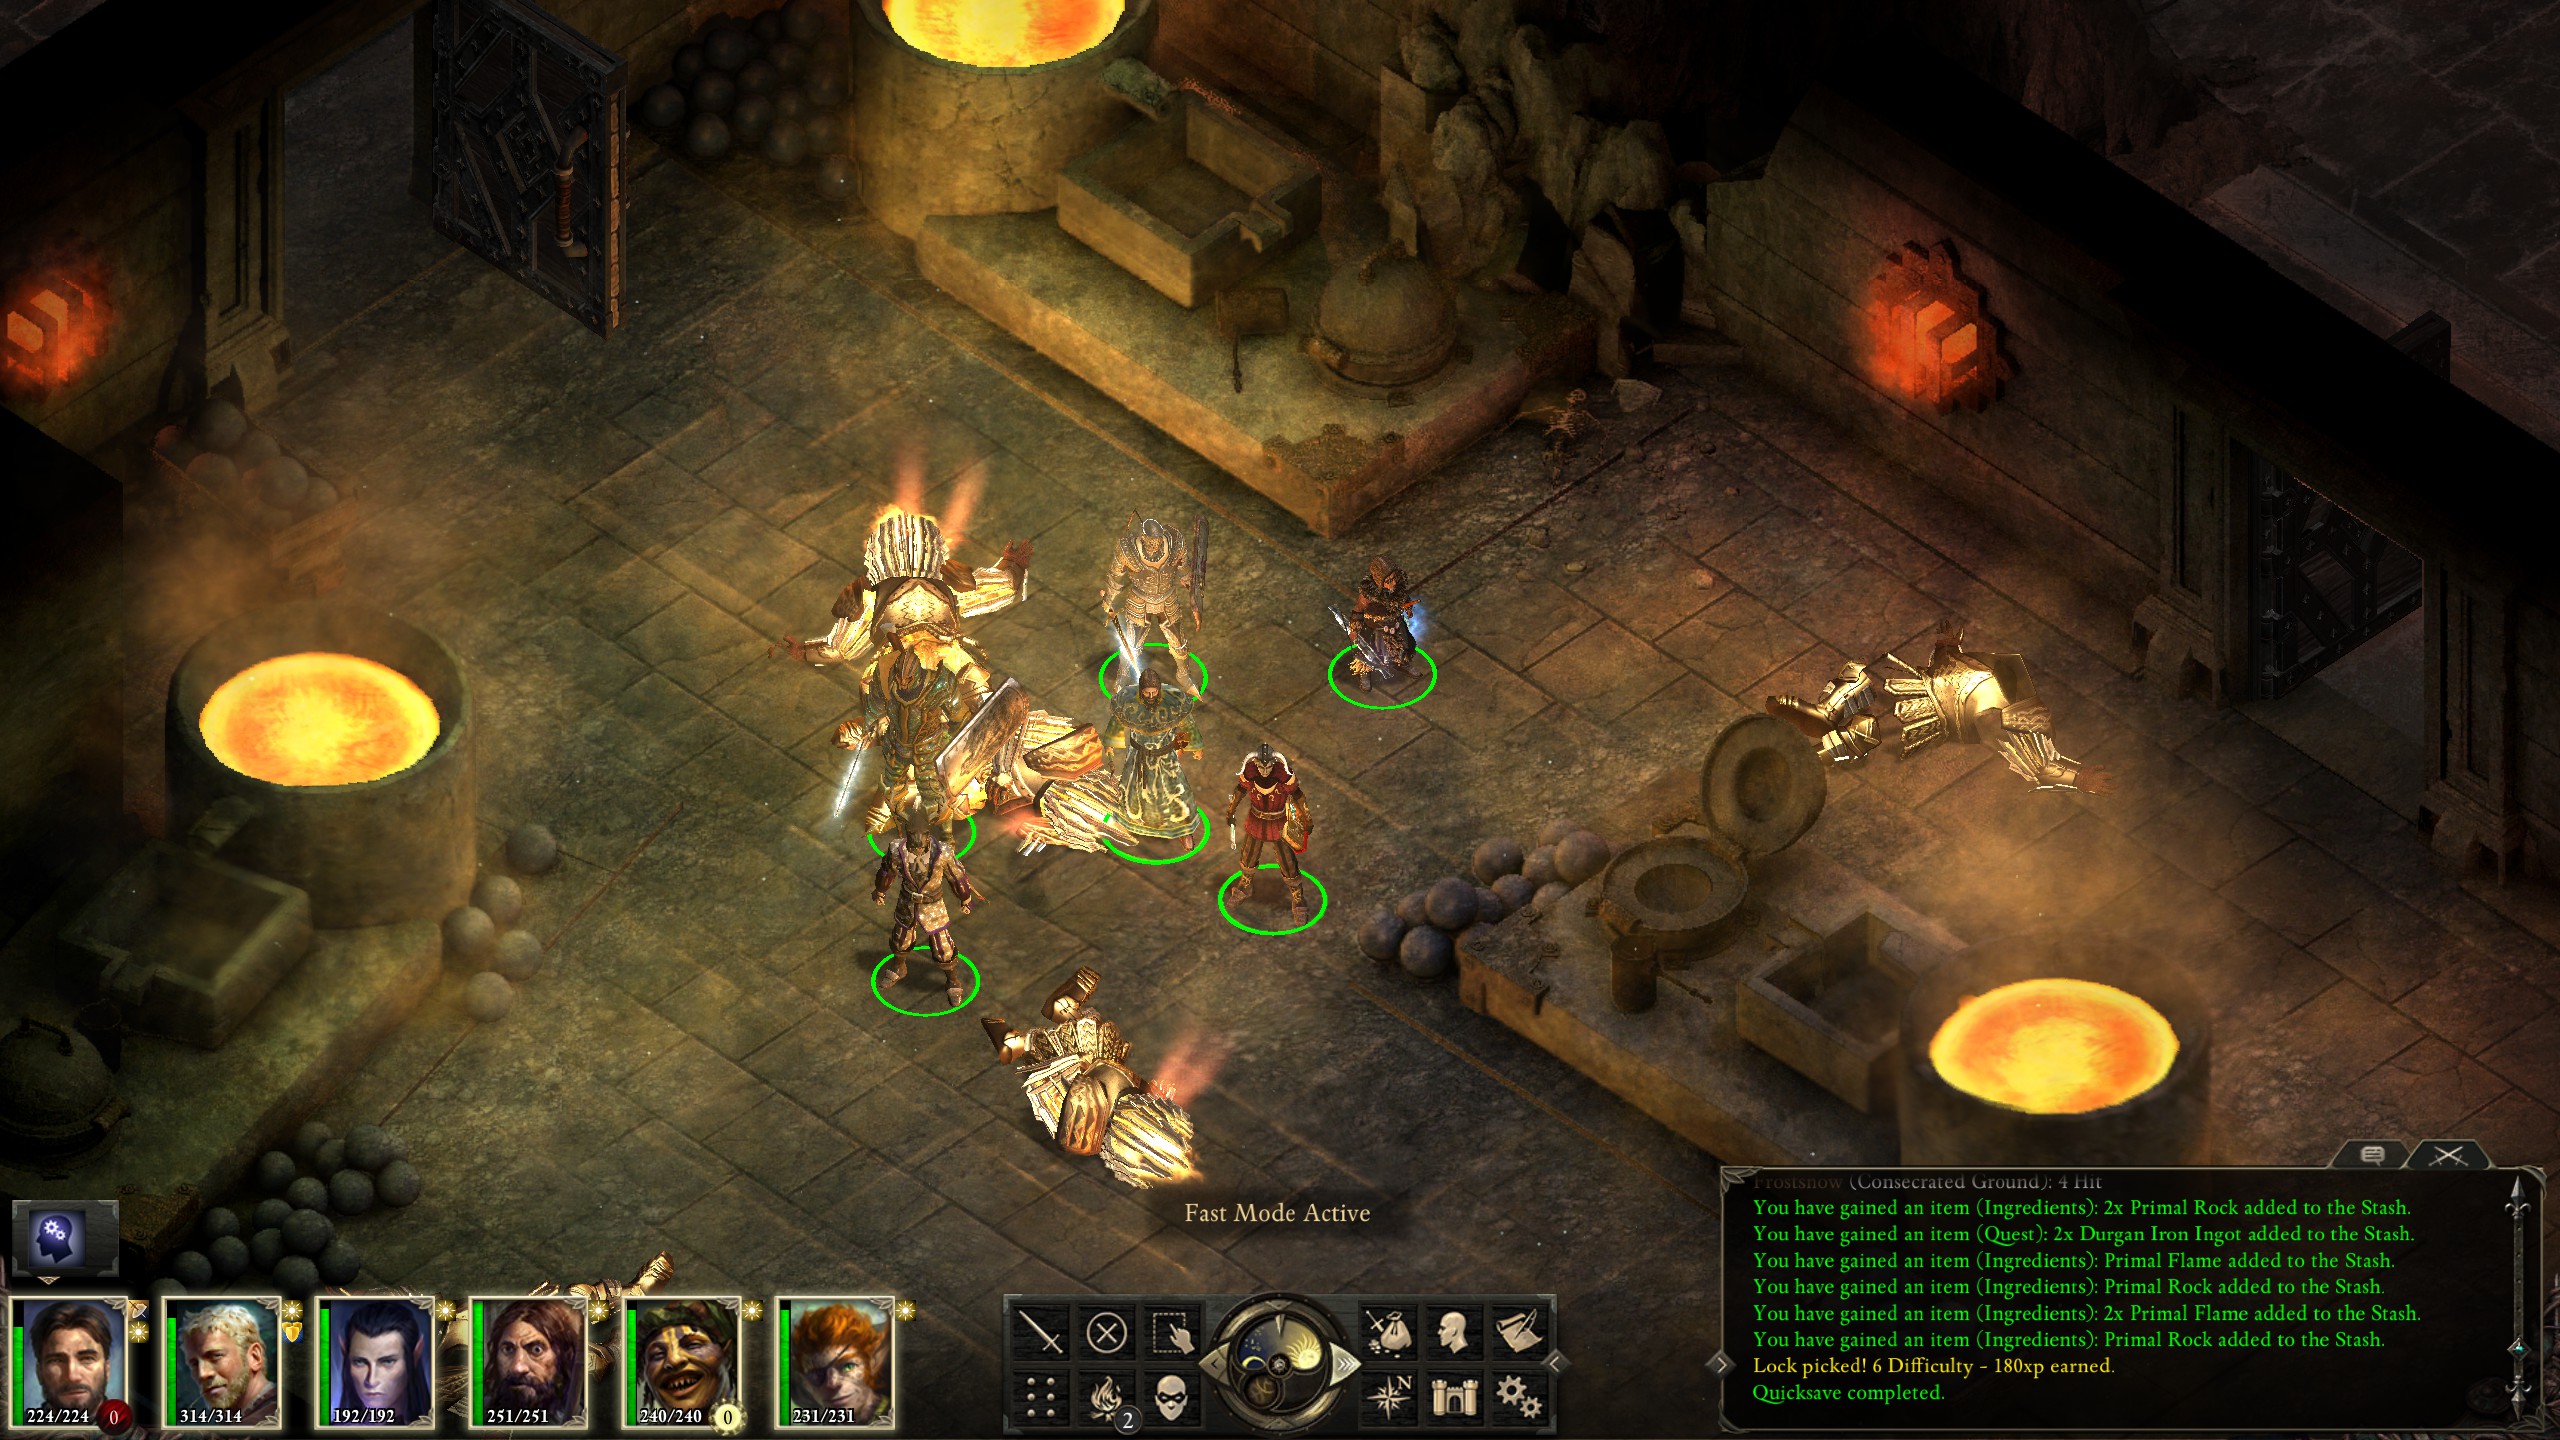 Fast Mode Active
Frostsnow (Consecrated Ground): 4 Hit
You have gained an item (Ingredients): 2x Primal Rock added to the Stash.
You have gained an item (Quest): 2x Durgan Iron Ingot added to the Stash.
You have gained an item (Ingredients): Primal Flame added to the Stash.
You have gained an item (Ingredients): Primal Rock added to the Stash.
You have gained an item (Ingredients): 2x Primal Flame added to the Stash.
You have gained an item (Ingredients): Primal Rock added to the Stash.
Lock picked! 6 Difficulty - 180xp earned.
Quicksave completed.
224/224 0
314/314
192/192
251/251
240/240 0
231/231
2
N